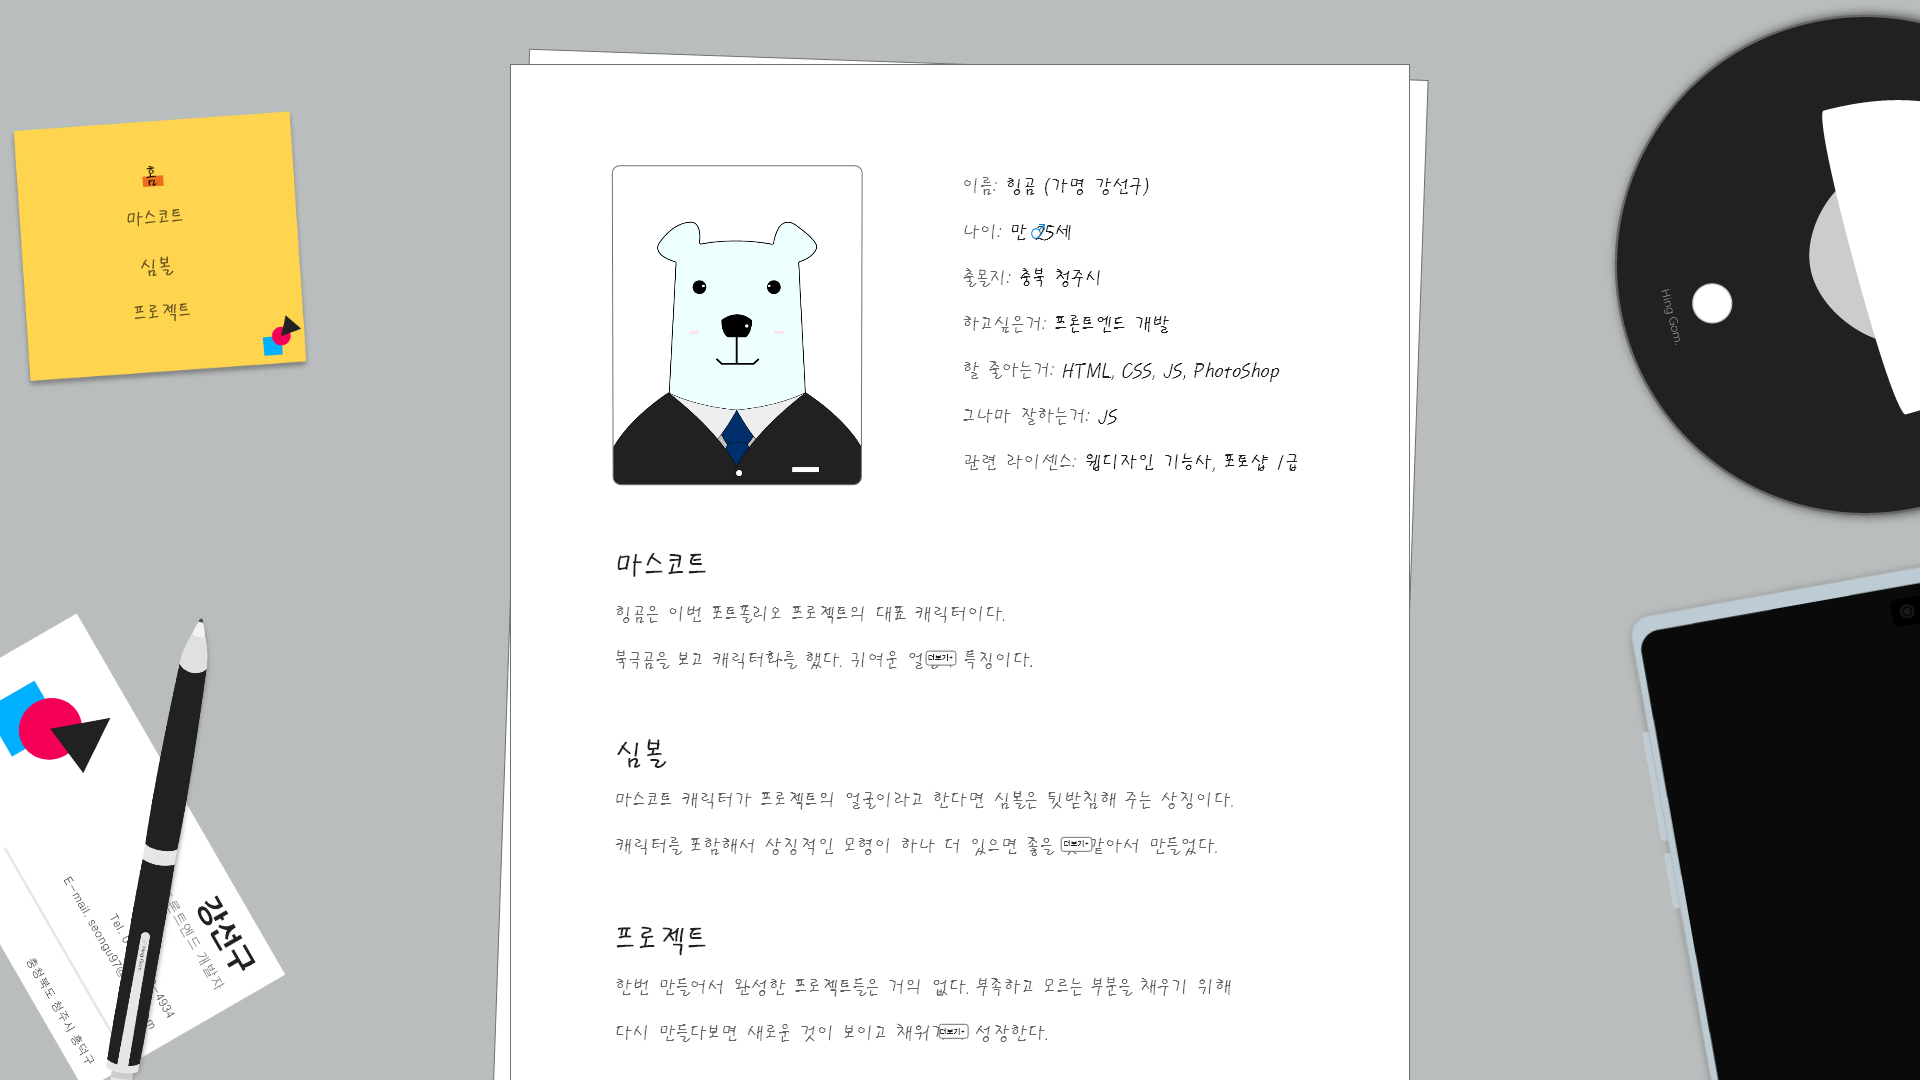 홈
마스코트
심볼
프로젝트
이름: 힝곰 (가명 강선구)
나이: 만 25세
출몰지: 충북 청주시
하고싶은거: 프론트엔드 개발
할 줄아는거: HTML, CSS, JS, PhotoShop
그나마 잘하는거: JS
관련 라이센스: 웹디자인 기능사, 포토샵 1급
마스코트
힝곰은 이번 포트폴리오 프로젝트의 대표 캐릭터이다.
북극곰을 보고 캐릭터화를 했다. 귀여운 더보기+ 특징이다.
심볼
마스코트 캐릭터가 프로젝트의 얼굴이라고 한다면 심볼은 뒷받침해 주는 상징이다.
캐릭터를 포함해서 상징적인 모형이 하나 더 있으면 좋을 더보기+ 같아서 만들었다.
프로젝트
한번 만들어서 완성한 프로젝트들은 거의 없다. 부족하고 모르는 부분을 채우기 위해
다시 만들다보면 새로운 것이 보이고 더보기+ 성장한다.
Hing Gom.
강선구
프론트엔드 개발자
Tel.
-4934
E-mail. seongu97@
충청북도 청주시 흥덕구